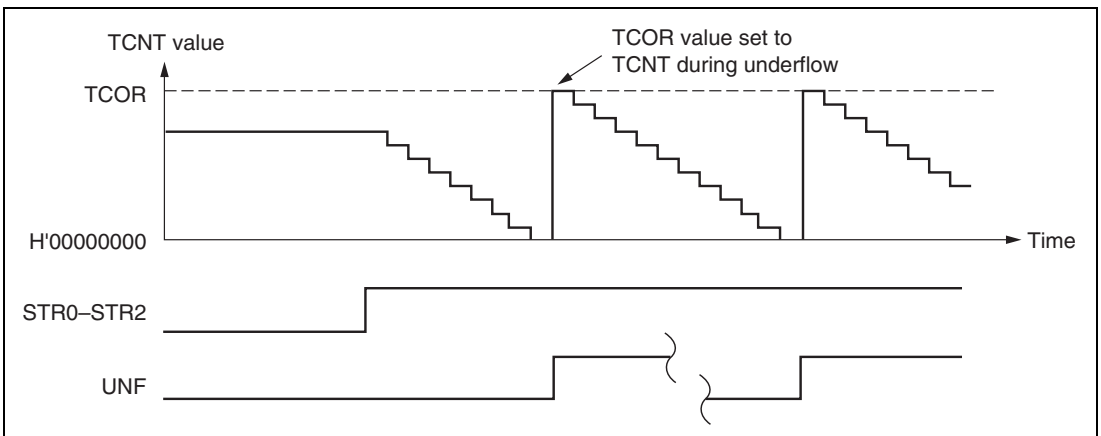 TCNT value
TCOR value set to
TCNT during underflow
TCOR
H'00000000
Time
STR0–STR2
UNF